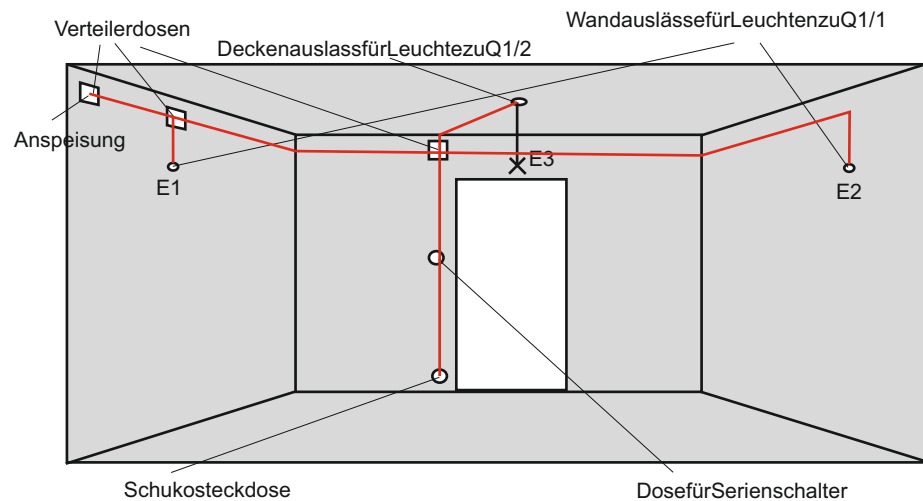 WandauslässefürLeuchtenzuQ1/1
Verteilerdosen
DeckenauslassfürLeuchtezuQ1/2
Anspeisung
E3
E1
E2
Schukosteckdose
DosefürSerienschalter